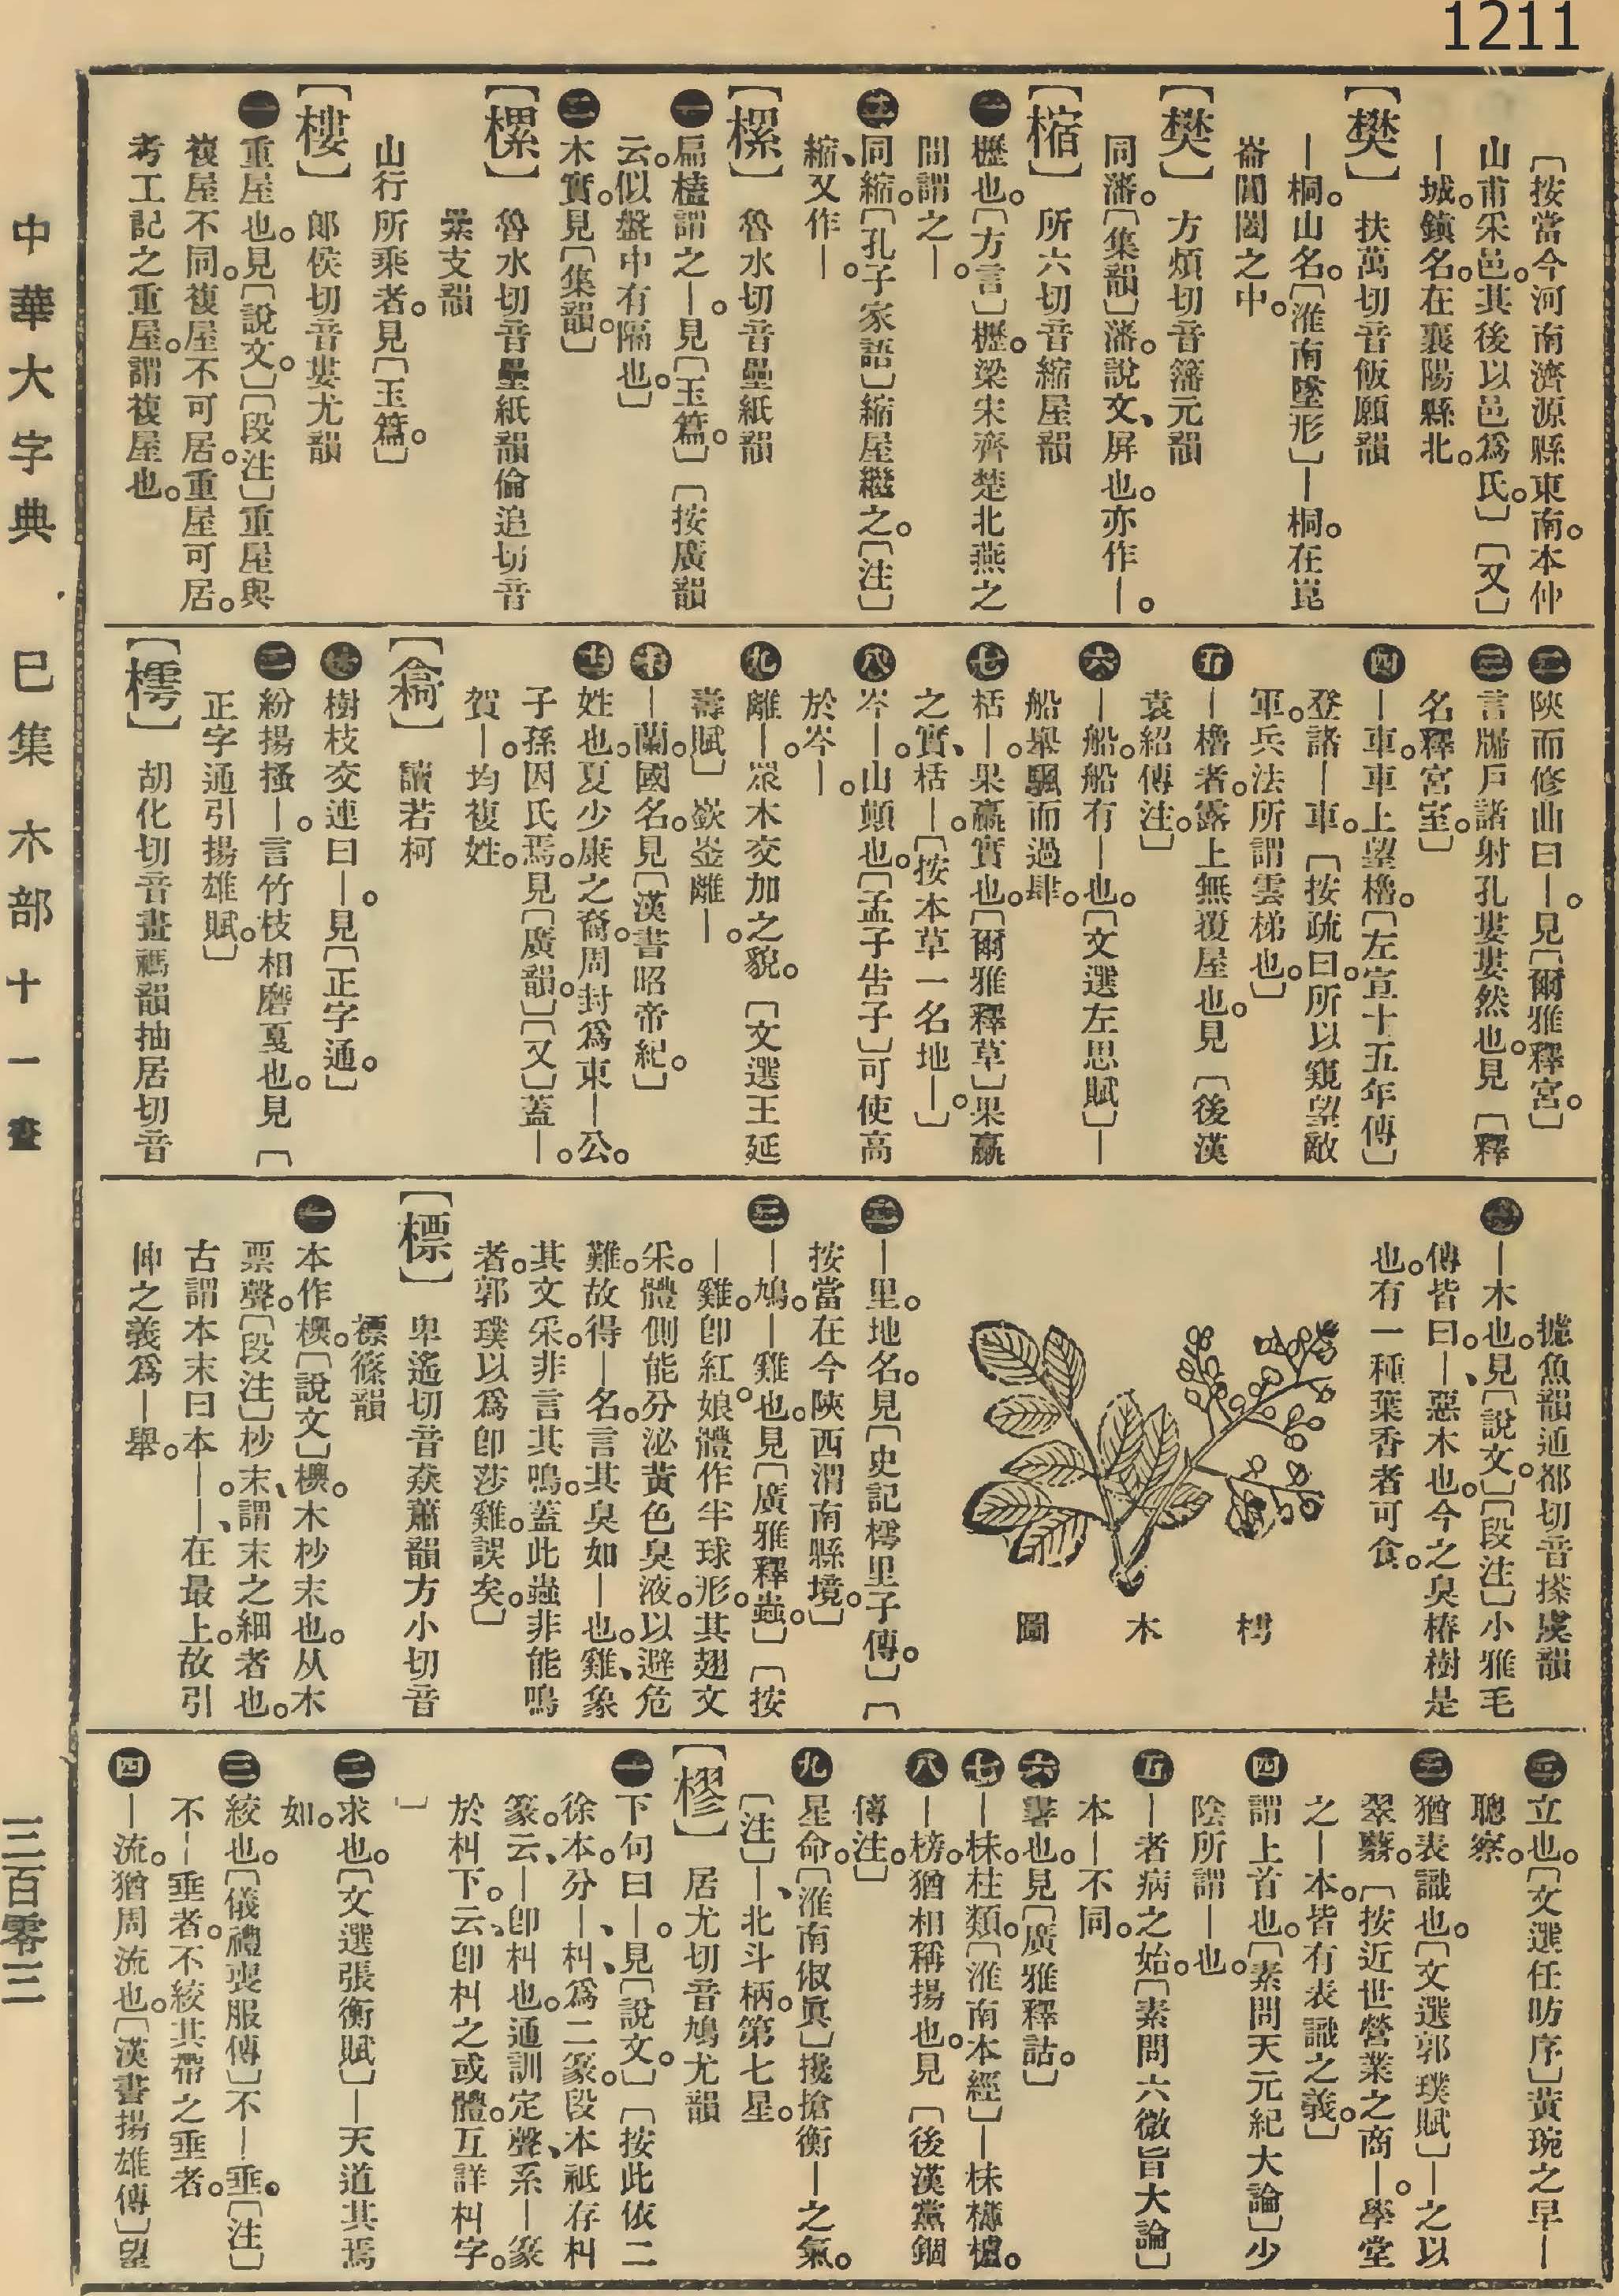 1211
〔按當今河南濟源縣東南。本仲
山甫采邑。其後以邑爲氏。〕〔又〕
—城。鎭名。在襄陽縣北。
【樊】扶萬切音飯願韻
—桐。山名。〔淮南墬形〕—桐。在崑
崙閶闔之中。
【樊】方煩切音藩元韻
同藩。〔集韻〕藩。說文、屏也。亦作—。
【樎】所六切音縮屋韻
㊀櫪也。〔方言〕櫪。梁宋齊楚北燕之
間謂之—。
㊁同縮。〔孔子家語〕縮屋繼之。〔注〕
縮、又作—。
【樏】魯水切音壘紙韻
㊀扁榼謂之—。見〔玉篇。〕〔按廣韻
云。似盤中有隔也。〕
㊁木實。見〔集韻。〕
【樏】魯水切音壘紙韻倫追切音
纍支韻
山行所乘者。見〔玉篇。〕
【樓】郎侯切音婁尤韻
㊀重屋也。見〔說文。〕〔段注〕重屋與
複屋不同。複屋不可居。重屋可居。
考工記之重屋。謂複屋也。
㊁陜而修曲曰—。見〔爾雅釋宮。〕
㊂言牖戶諸射孔婁婁然也。見〔釋
名釋宮室。〕
㊃—車。車上望櫓。〔左宣十五年傳〕
登諸—車。〔按疏曰。所以窺望敵
軍。兵法所謂雲梯也。〕
㊄—櫓者。露上無覆屋也。見〔後漢
袁紹傳注。〕
㊅—船。船有—也。〔文選左思賦〕—
船舉颿而過肆。
㊆栝—。果蠃實也。〔爾雅釋草〕果蠃
之實、栝—。〔按本草一名地—。〕
㊇岑—。山顛也。〔孟子告子〕可使高
於岑—。
㊈離—。眾木交加之貌。〔文選王延
壽賦〕嶔崟離—。
㊉—蘭。國名。見〔漢書昭帝紀。〕
⑪姓也。夏少康之裔。周封爲東—公。
子孫因氏焉。見〔廣韻。〕〔又〕蓋—。
賀—。均複姓。
【樖】讀若柯
㊀樹枝交連曰—。見〔正字通。〕
㊁紛揚搔—。言竹枝相磨戛也。見〔
正字通引揚雄賦。〕
【樗】胡化切音畫禡韻抽居切音
攄魚韻通都切音㮴虞韻
㊀—木也。見〔說文。〕〔段注〕小雅毛
傳皆曰。—、惡木也。今之臭椿樹是
也。有一種葉香者可食。
樗木圖
㊁—里。地名。見〔史記樗里子傳。〕〔
按當在今陝西渭南縣境。〕
㊂—鳩。—雞也。見〔廣雅釋蟲。〕〔按
—雞。卽紅娘。體作半球形。其翅文
采。體側能分泌黃色臭液。以避危
難。故得—名。言其臭如—也。雞、象
其文采。非言其鳴。蓋此蟲非能鳴
者。郭璞以爲卽莎雞。誤矣。〕
【標】卑遙切音猋蕭韻方小切音
褾篠韻
㊀本作㯹。〔說文〕㯹。木杪末也。从木
票聲。〔段注〕杪末、謂末之細者也。
古謂本末曰本—。—、在最上。故引
伸之義爲—舉。
㊁立也。〔文選任昉序〕黃琬之早—
聰察。
㊂猶表識也。〔文選郭璞賦〕—之以
翠蘙。〔按近世營業之商—。學堂
之—本。皆有表識之義。〕
㊃謂上首也。〔素問天元紀大論〕少
陰所謂—也。
㊄—者病之始。〔素問六微旨大論〕
本—不同。
㊅書也。見〔廣雅釋詁。〕
㊆—枺。柱類。〔淮南本經〕—枺欂櫨。
㊇—榜。猶相稱揚也。見〔後漢黨錮
傳注。〕
㊈星命。〔淮南俶眞〕攙搶衡—之氣。
〔注〕—、北斗柄。第七星。
【樛】居尤切音鳩尤韻
㊀下句曰—。見〔說文。〕〔按此依二
徐本。分—、朻、爲二篆。段本祗存朻
篆。云、—卽朻也。通訓定聲、系—篆
於朻下。云、卽朻之或體。互詳朻字。
〕
㊁求也。〔文選張衡賦〕—天道其焉
如。
㊂絞也。〔儀禮喪服傳〕不—垂。〔注〕
不—垂者。不絞其帶之垂者。
㊃—流。猶周流也。〔漢書揚雄傳〕望
中華大字典 巳集 木部 十一畫
三百零三